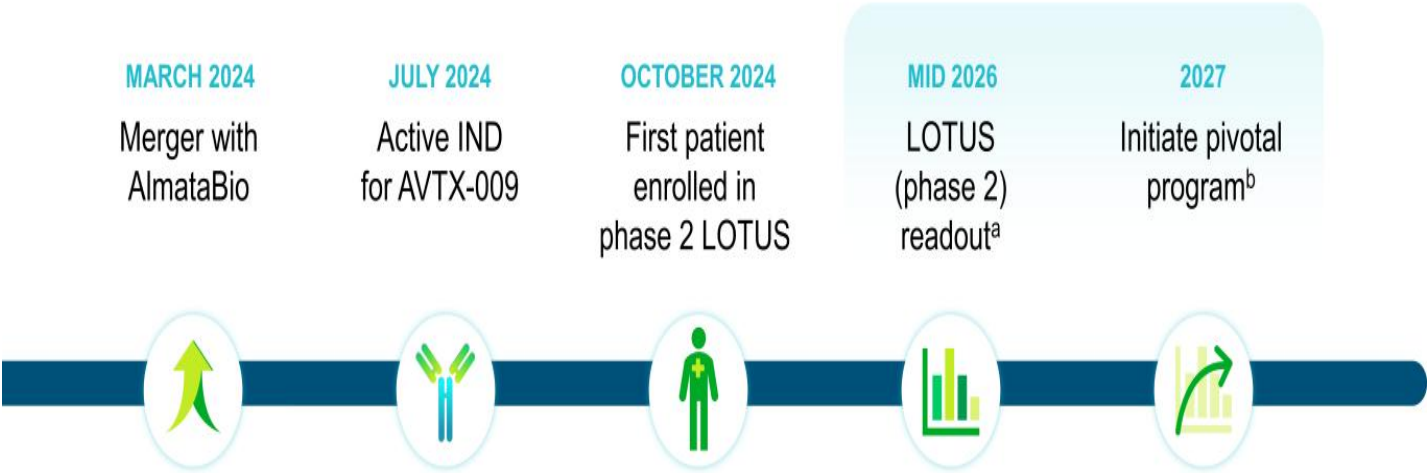 MARCH 2024
Merger with
AlmataBio
JULY 2024
Active IND
for AVTX-009
OCTOBER 2024
First patient
enrolled in
phase 2 LOTUS
MID 2026
LOTUS
(phase 2)
readoutᵃ
2027
Initiate pivotal
programᵇ